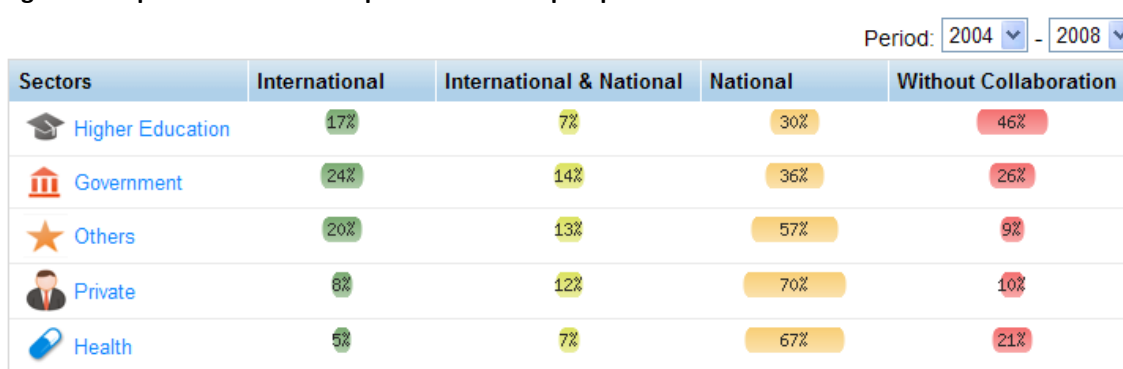 Period: 2004 - 2008
Sectors International International & National National Without Collaboration
Higher Education 17% 7% 30% 46%
Government 24% 14% 36% 26%
Others 20% 13% 57% 9%
Private 8% 12% 70% 10%
Health 5% 7% 67% 21%